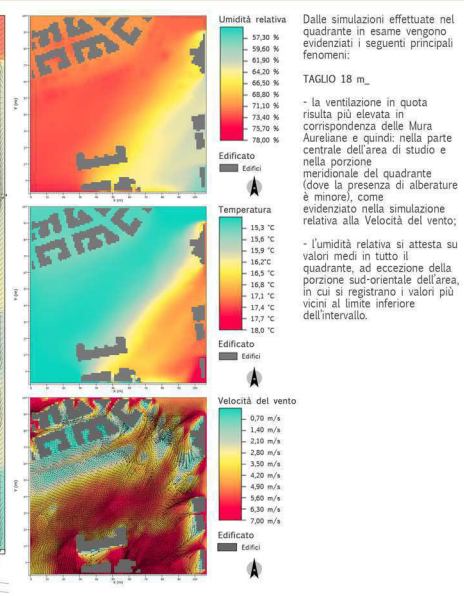 Umidità relativa
57,30 %
59,60 %
61,90 %
64,20 %
66,50 %
68,80 %
71,10 %
73,40 %
75,70 %
78,00 %
Edificato
Edifici
X (m)
Y (m)
Temperatura
15,3 °C
15,6 °C
15,9 °C
16,2°C
16,5 °C
16,8 °C
17,1 °C
17,4 °C
17,7 °C
18,0 °C
Edificato
Edifici
X (m)
Y (m)
Velocità del vento
0,70 m/s
1,40 m/s
2,10 m/s
2,80 m/s
3,50 m/s
4,20 m/s
4,90 m/s
5,60 m/s
6,30 m/s
7,00 m/s
Edificato
Edifici
X (m)
Y (m)
Dalle simulazioni effettuate nel
quadrante in esame vengono
evidenziati i seguenti principali
fenomeni:
TAGLIO 18 m_
- la ventilazione in quota
risulta più elevata in
corrispondenza delle Mura
Aureliane e quindi: nella parte
centrale dell'area di studio e
nella porzione
meridionale del quadrante
(dove la presenza di alberature
è minore), come
evidenziato nella simulazione
relativa alla Velocità del vento;
- l'umidità relativa si attesta su
valori medi in tutto il
quadrante, ad eccezione della
porzione sud-orientale dell'area,
in cui si registrano i valori più
vicini al limite inferiore
dell'intervallo.